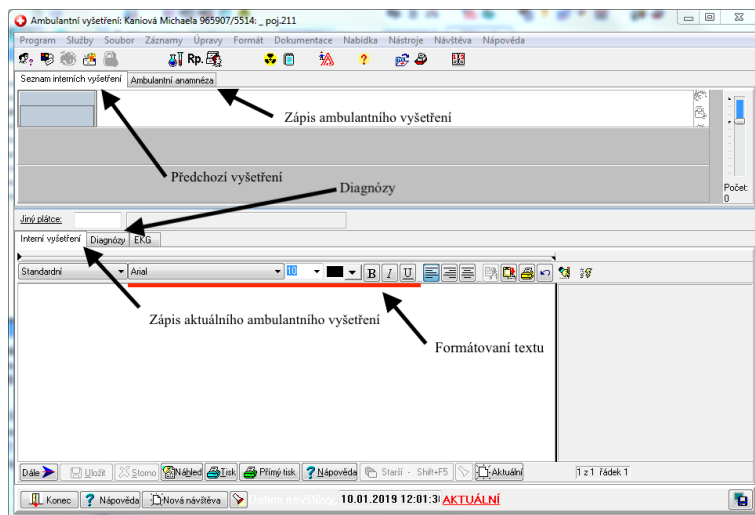 Ambulantní vyšetření: Kaniová Michaela 965907/5514: _ poj.211
Program Služby Soubor Záznamy Úpravy Formát Dokumentace Nabídka Nástroje Návštěva Nápověda
Rp.
Seznam interních vyšetření Ambulantní anamnéza
Zápis ambulantního vyšetření
Předchozí vyšetření
Diagnózy
Počet:
0
Jiný plátce:
Interní vyšetření Diagnózy EKG
Standardní Arial 10 B I U
Zápis aktuálního ambulantního vyšetření
Formátovaní textu
Dále Uložit Storno Náhled Tisk Přímý tisk Nápověda Starší - Shift+F5 Aktuální 1 z 1 řádek 1
Konec Nápověda Nová návštěva Datum návštěvy: 10.01.2019 12:01:3 AKTUÁLNÍ